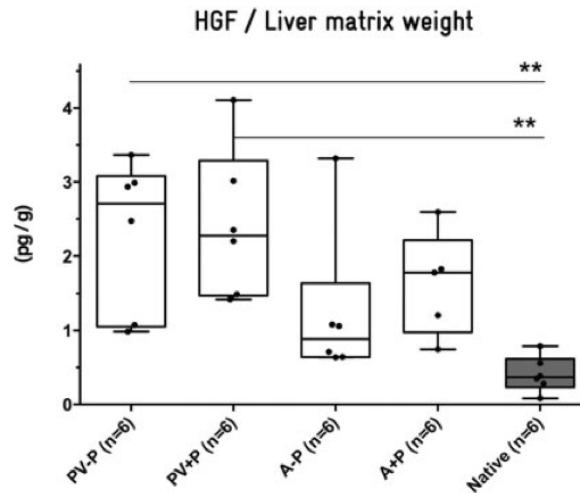 HGF / Liver matrix weight
**
**
(pg/g)
4
3
2
1
0
PV-P (n=6)
PV+P (n=6)
A-P (n=6)
A+P (n=6)
Native (n=6)